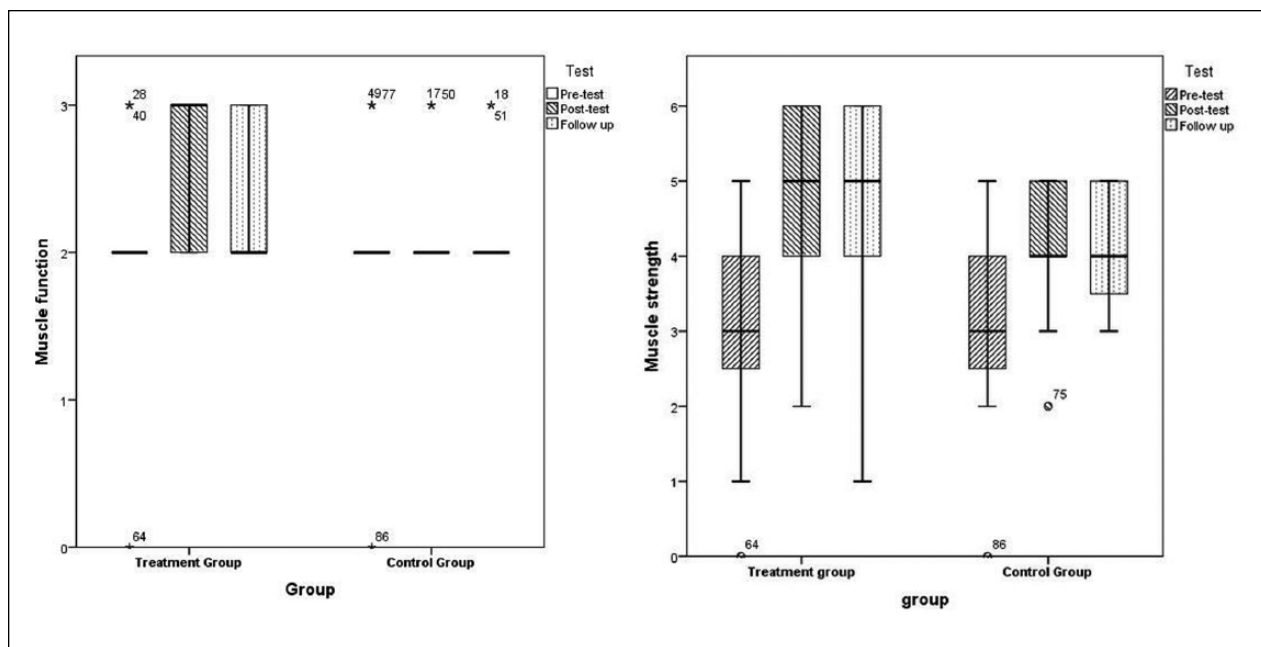 Muscle function
3
2
1
0
28
40
4977
1750
18
51
64
86
Treatment Group
Control Group
Group
Test
Pre-test
Post-test
Follow up
Muscle strength
6
5
4
3
2
1
0
75
64
86
Treatment group
Control Group
group
Test
Pre-test
Post-test
Follow up